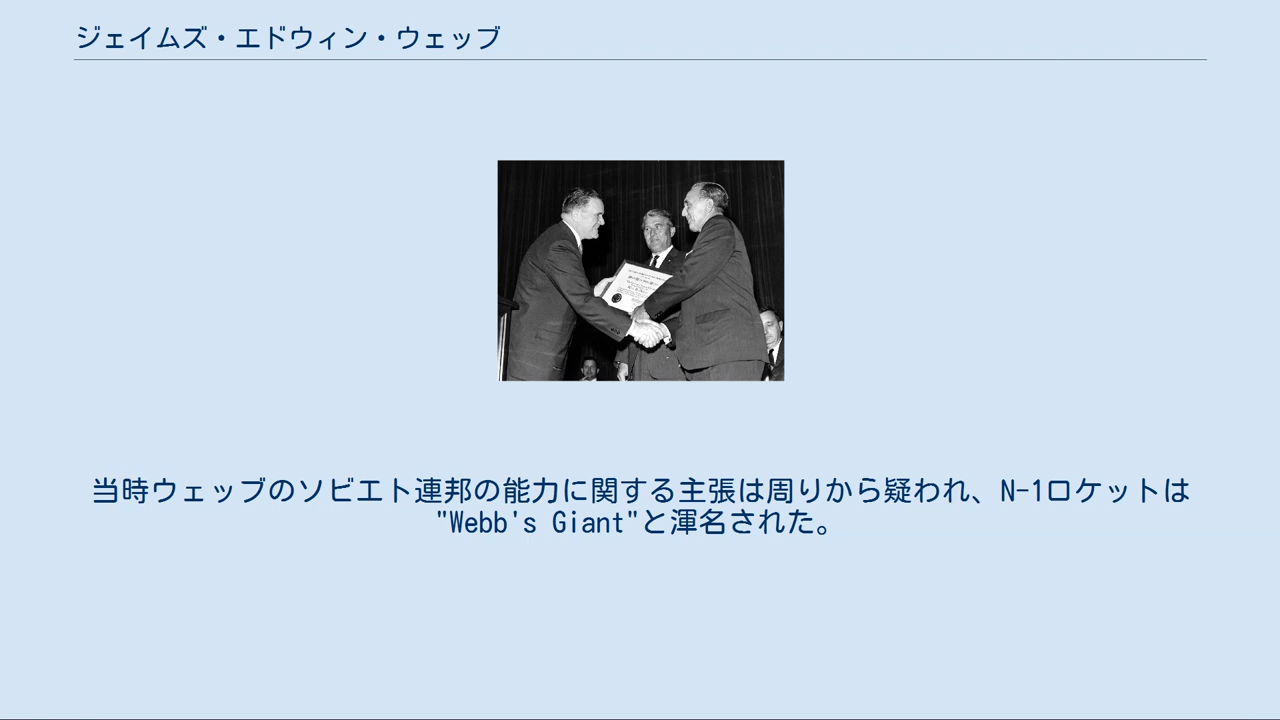 ジェイムズ・エドウィン・ウェッブ
当時ウェッブのソビエト連邦の能力に関する主張は周りから疑われ、N-1ロケットは
"Webb's Giant"と渾名された。